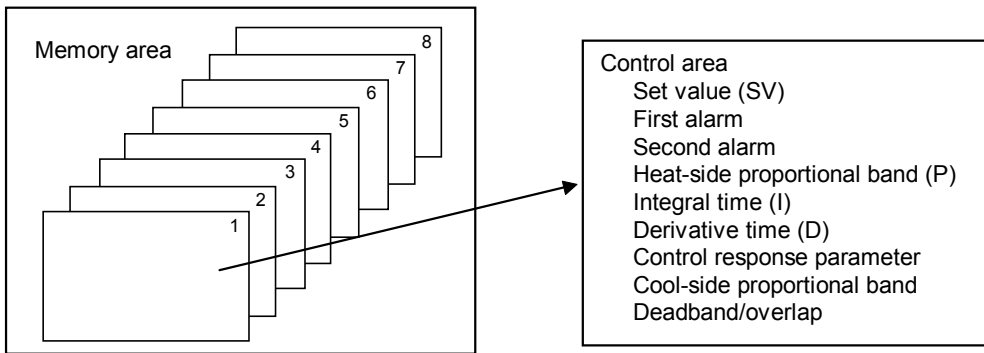 Memory area
8
7
6
5
4
3
2
1
Control area
Set value (SV)
First alarm
Second alarm
Heat-side proportional band (P)
Integral time (I)
Derivative time (D)
Control response parameter
Cool-side proportional band
Deadband/overlap